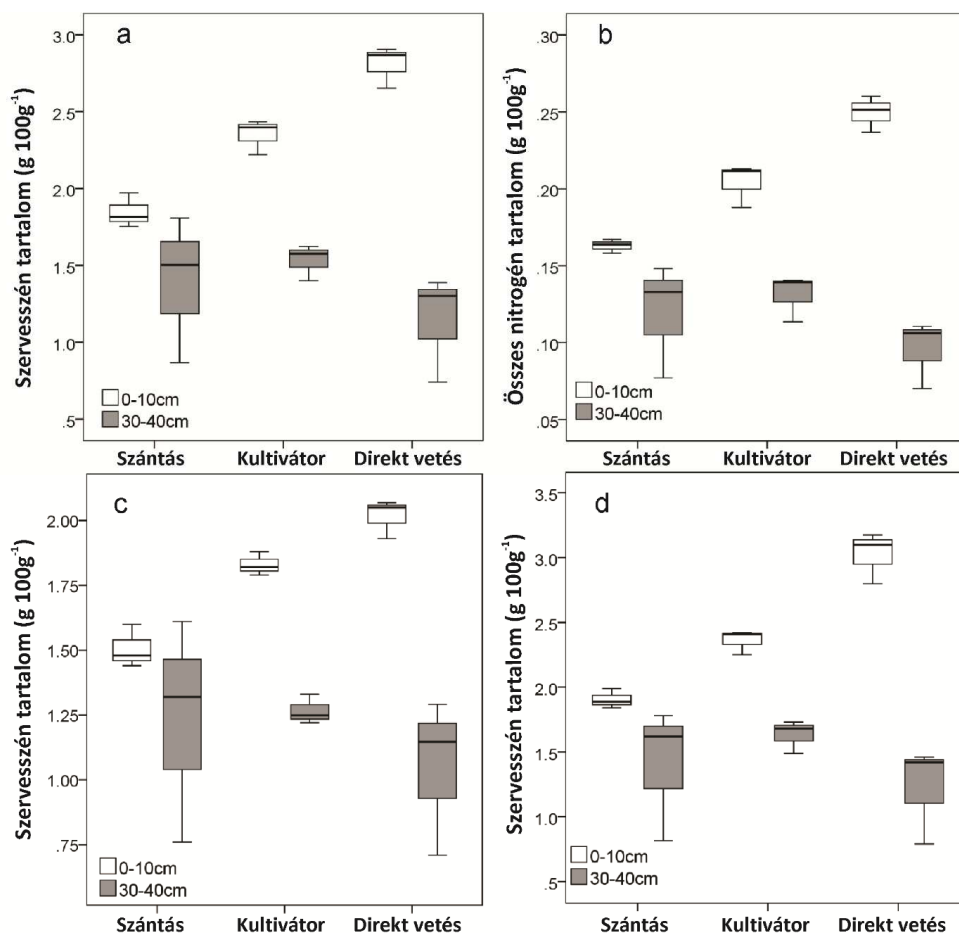 a
Szervesszén tartalom (g 100g⁻¹)
3.0
2.5
2.0
1.5
1.0
.5
0-10cm
30-40cm
Szántás Kultivátor Direkt vetés
b
Összes nitrogén tartalom (g 100g⁻¹)
.30
.25
.20
.15
.10
.05
0-10cm
30-40cm
Szántás Kultivátor Direkt vetés
c
Szervesszén tartalom (g 100g⁻¹)
2.00
1.75
1.50
1.25
1.00
.75
0-10cm
30-40cm
Szántás Kultivátor Direkt vetés
d
Szervesszén tartalom (g 100g⁻¹)
3.5
3.0
2.5
2.0
1.5
1.0
.5
0-10cm
30-40cm
Szántás Kultivátor Direkt vetés